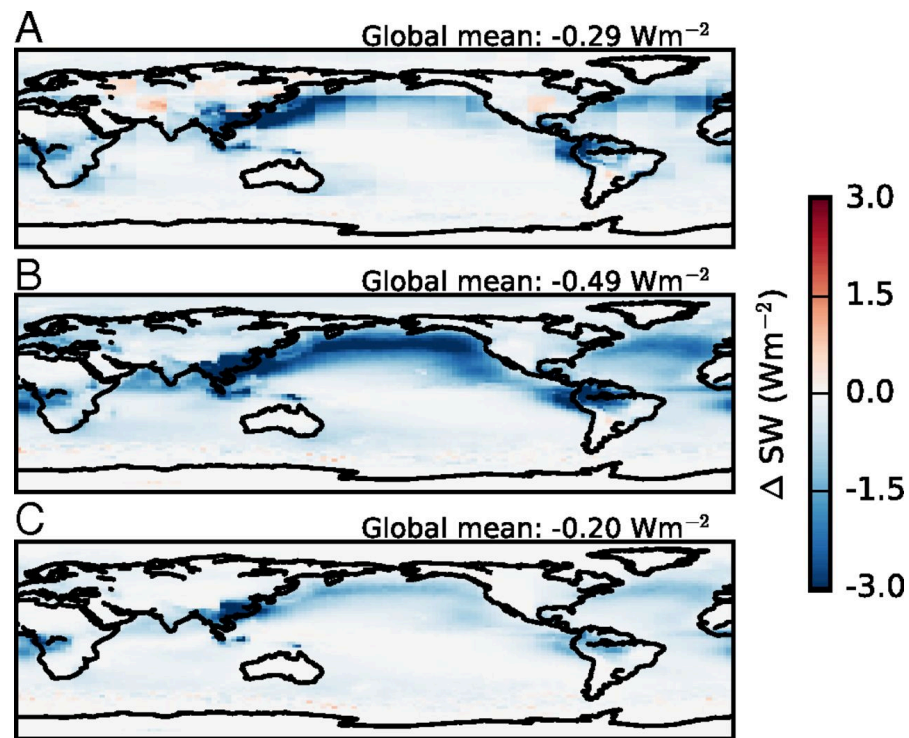 A
Global mean: -0.29 Wm⁻²
B
Global mean: -0.49 Wm⁻²
C
Global mean: -0.20 Wm⁻²
3.0
1.5
0.0
-1.5
-3.0
Δ SW (Wm⁻²)